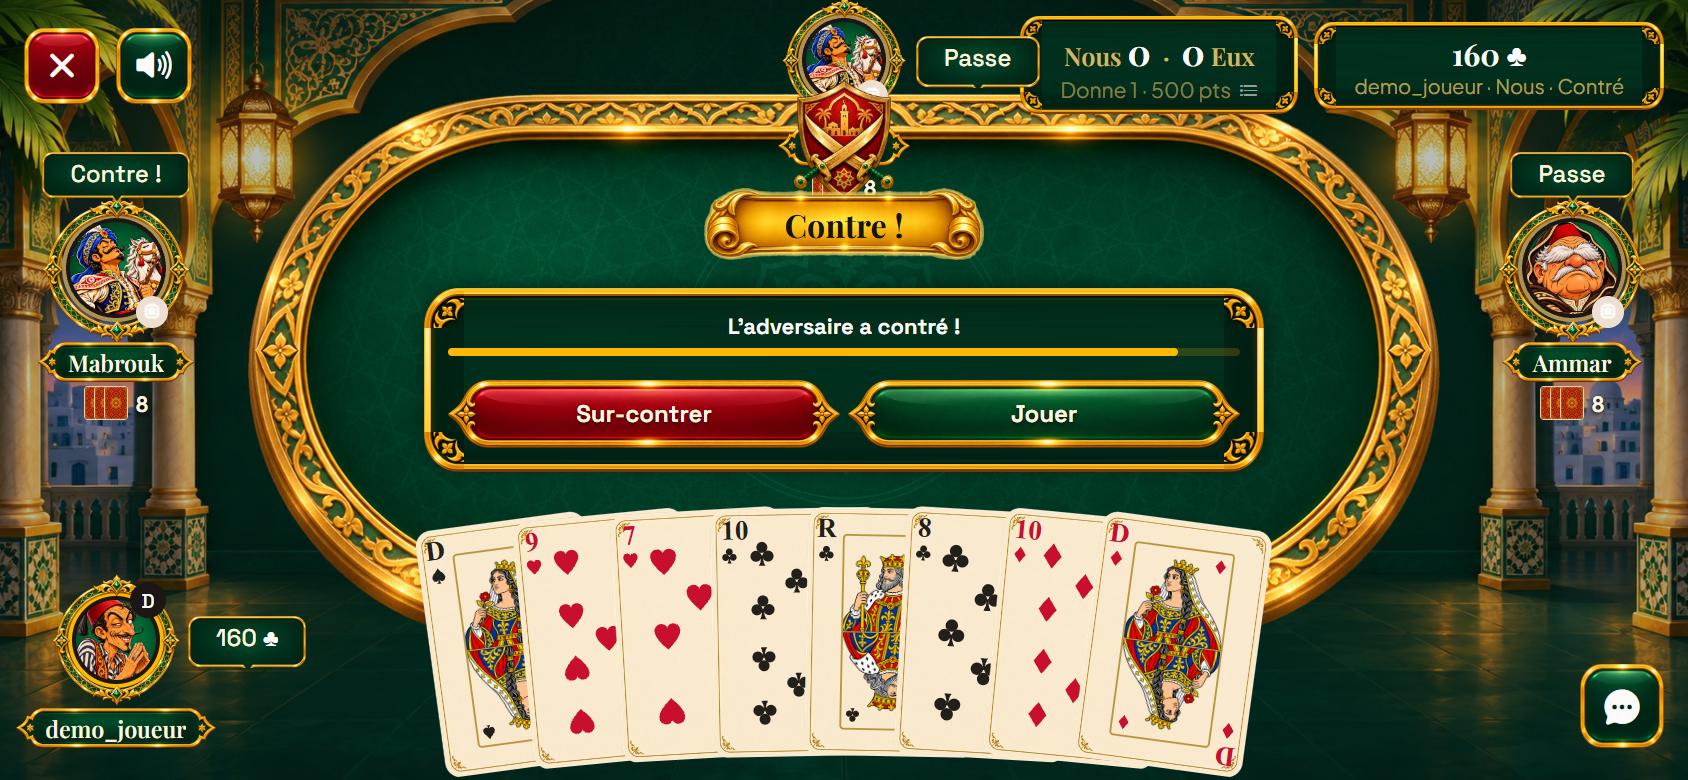 Passe
Nous 0 · 0 Eux
Donne 1 · 500 pts
160 ♣
demo_joueur · Nous · Contré
Contre !
Passe
8
Contre !
Mabrouk
8
Ammar
8
L'adversaire a contré !
Sur-contrer
Jouer
D
160 ♣
demo_joueur
D
9
7
10
R
8
10
D
D